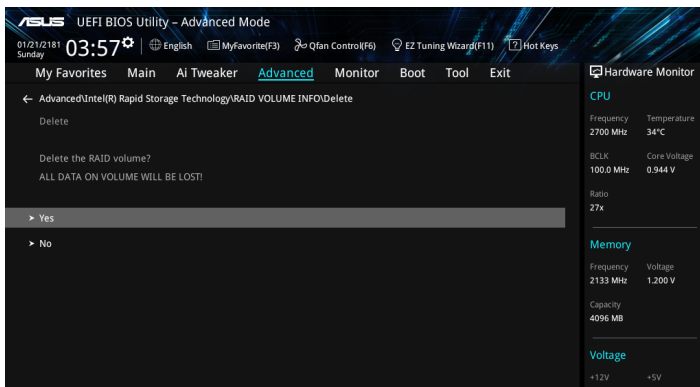 ASUS UEFI BIOS Utility – Advanced Mode
01/21/2181 Sunday 03:57 English MyFavorite(F3) Qfan Control(F6) EZ Tuning Wizard(F11) ? Hot Keys
My Favorites Main Ai Tweaker Advanced Monitor Boot Tool Exit
← Advanced\Intel(R) Rapid Storage Technology\RAID VOLUME INFO\Delete
Delete
Delete the RAID volume?
ALL DATA ON VOLUME WILL BE LOST!
> Yes
> No
Hardware Monitor
CPU
Frequency Temperature
2700 MHz 34°C
BCLK Core Voltage
100.0 MHz 0.944 V
Ratio
27x
Memory
Frequency Voltage
2133 MHz 1.200 V
Capacity
4096 MB
Voltage
+12V +5V